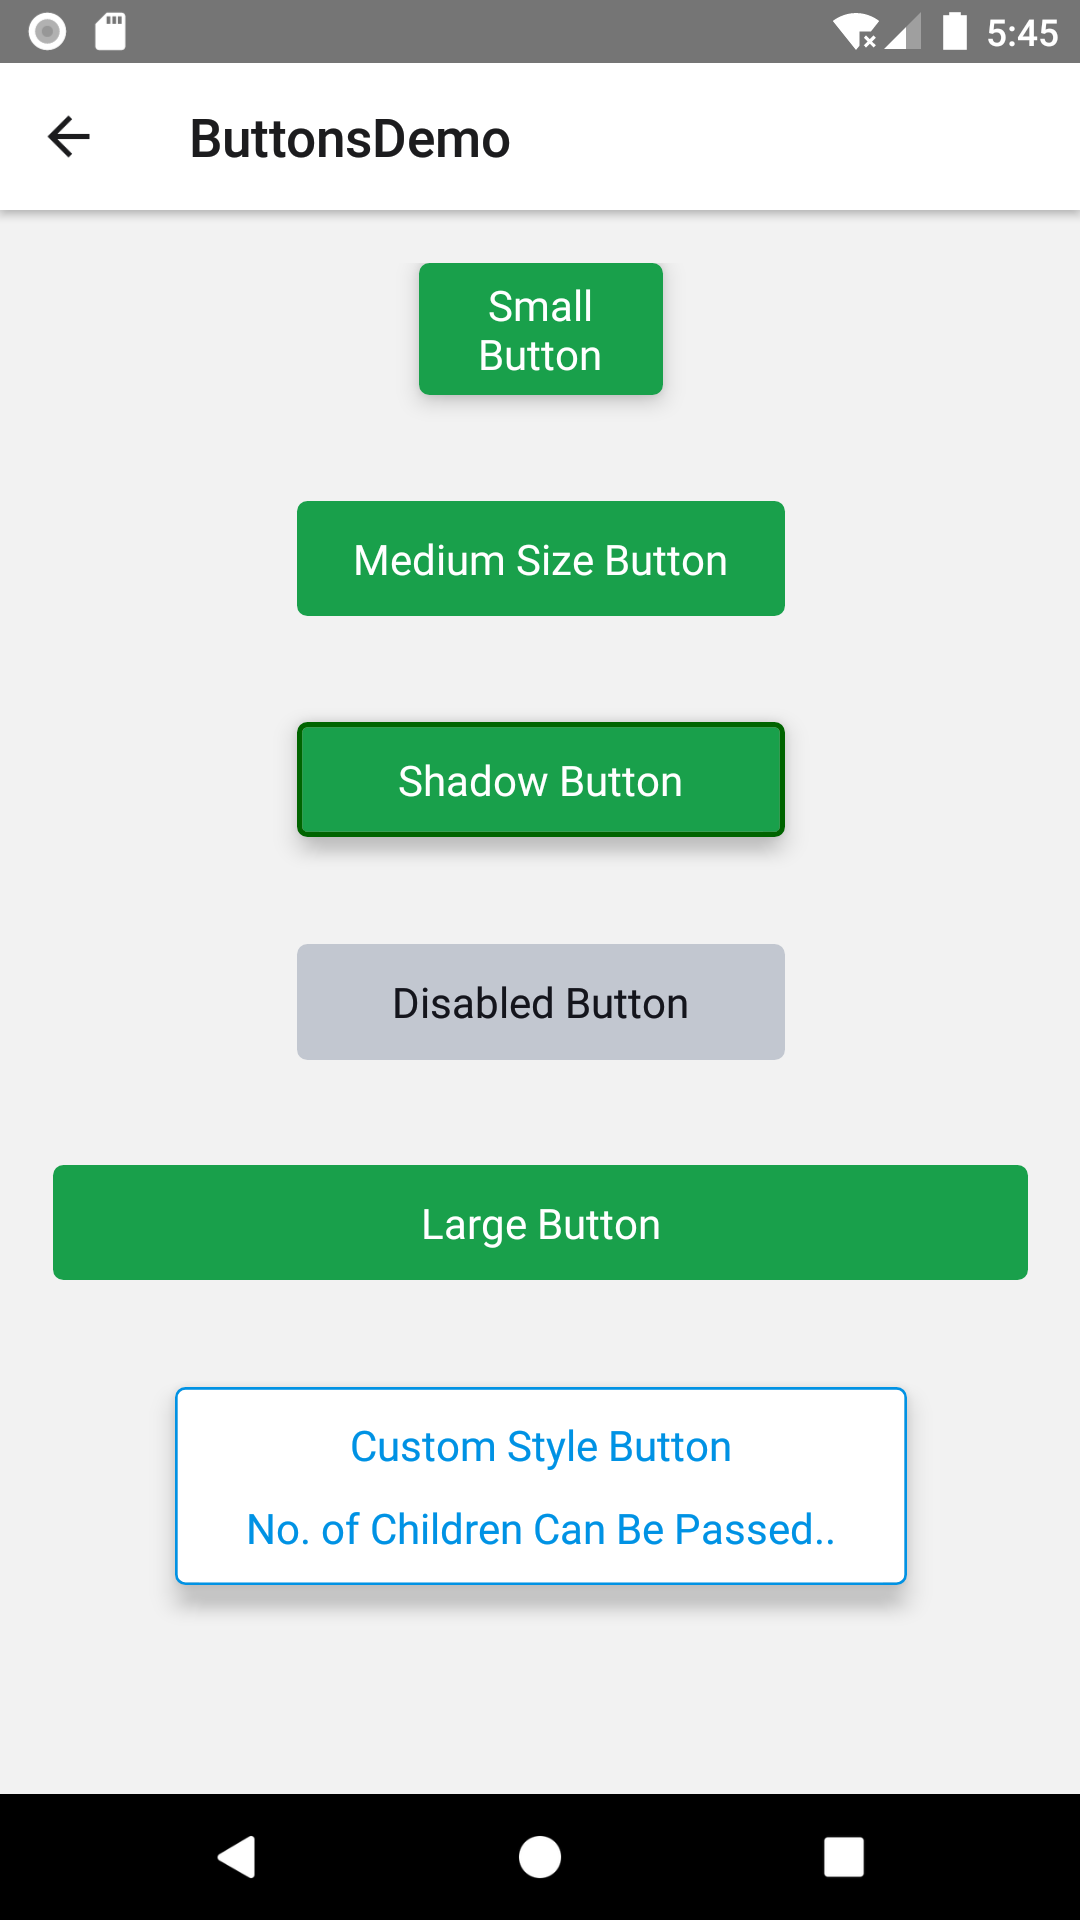 5:45
ButtonsDemo
Small
Button
Medium Size Button
Shadow Button
Disabled Button
Large Button
Custom Style Button
No. of Children Can Be Passed..